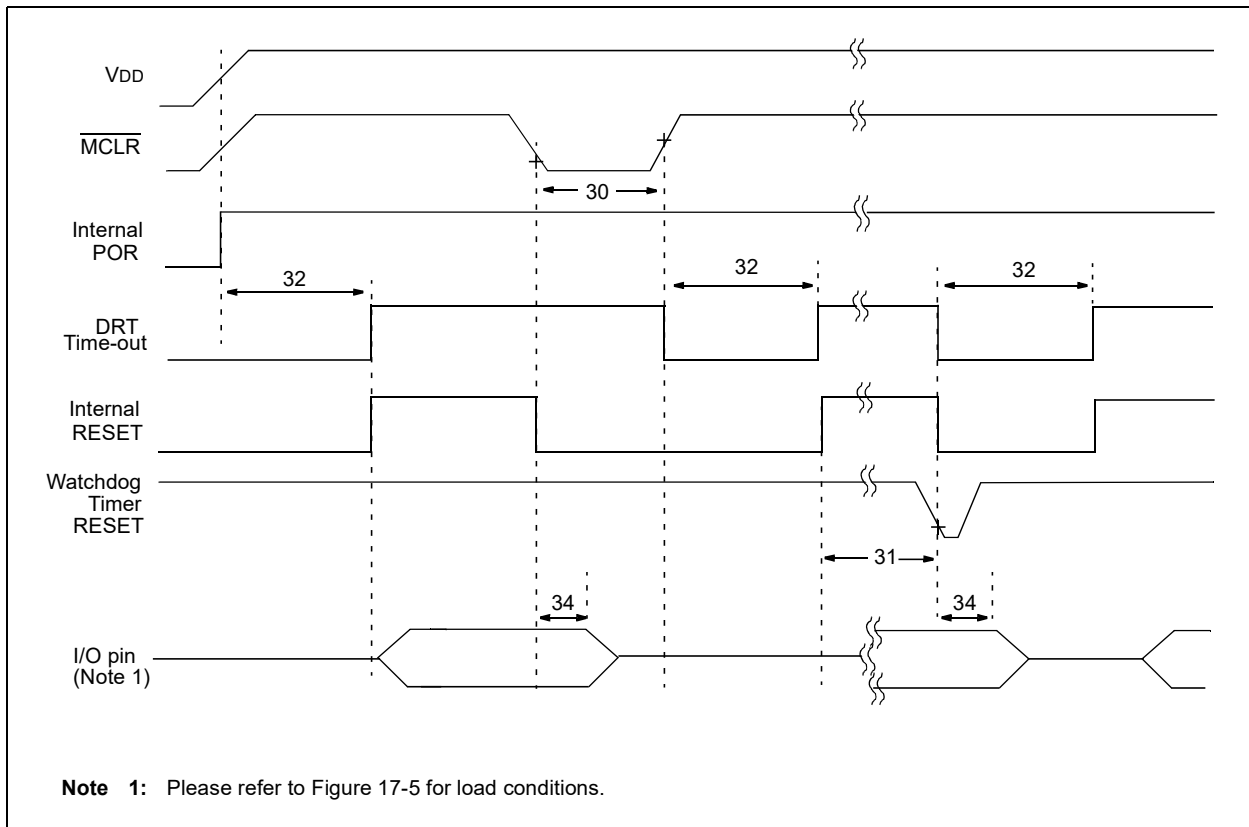 VDD
MCLR
30
Internal
POR
32
32
32
DRT
Time-out
Internal
RESET
Watchdog
Timer
RESET
31
34
34
I/O pin
(Note 1)
Note 1: Please refer to Figure 17-5 for load conditions.